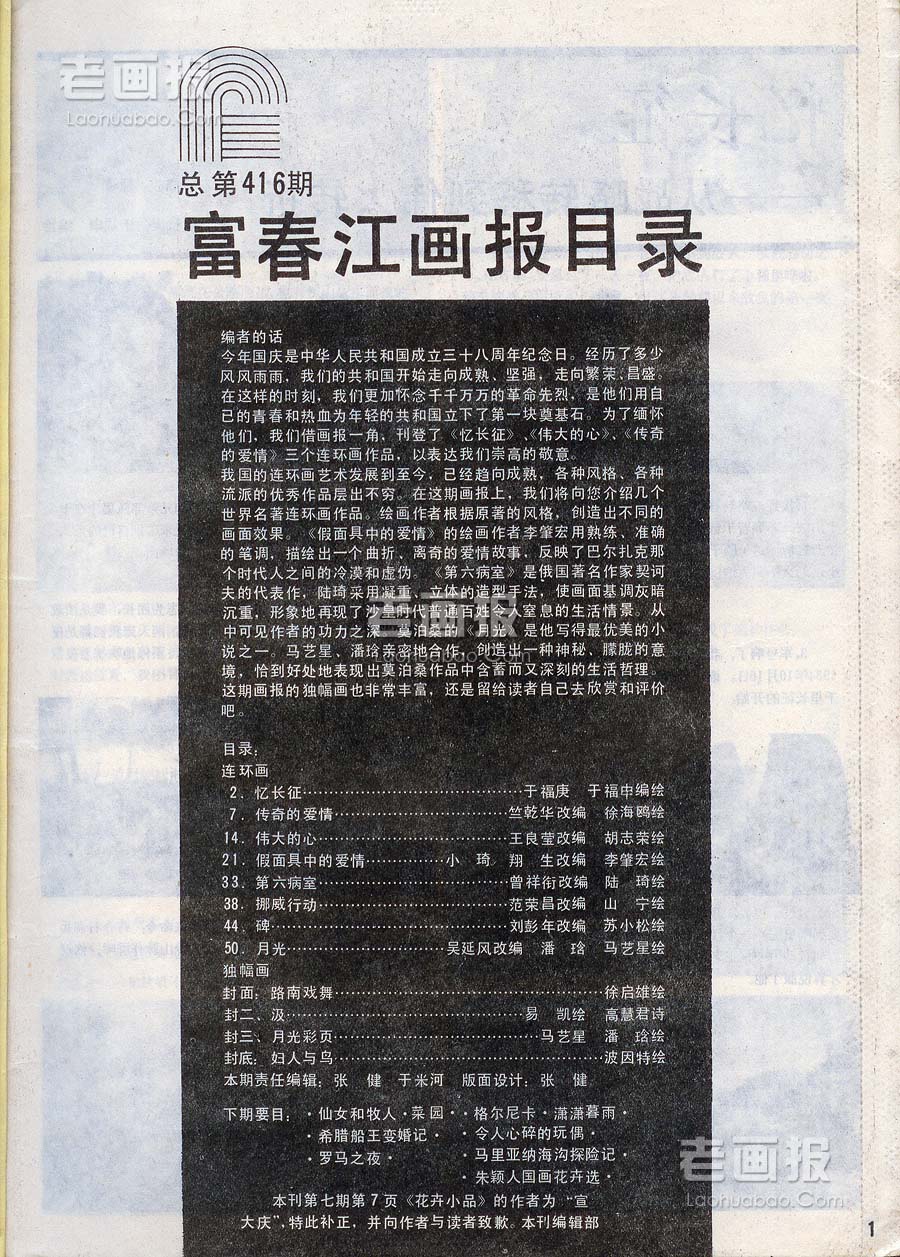 老画报
Laohuabao.Com
总第416期
富春江画报目录
编者的话
今年国庆是中华人民共和国成立三十八周年纪念日。经历了多少
风风雨雨，我们的共和国开始走向成熟、坚强，走向繁荣、昌盛。
在这样的时刻，我们更加怀念千千万万的革命先烈，是他们用自
已的青春和热血为年轻的共和国立下了第一块奠基石。为了缅怀
他们，我们借画报一角，刊登了《忆长征》、《伟大的心》、《传奇
的爱情》三个连环画作品，以表达我们崇高的敬意。
我国的连环画艺术发展到至今，已经趋向成熟，各种风格、各种
流派的优秀作品层出不穷。在这期画报上，我们将向您介绍几个
世界名著连环画作品。绘画作者根据原著的风格，创造出不同的
画面效果。《假面具中的爱情》的绘画作者李肇宏用熟练、准确
的笔调，描绘出一个曲折、离奇的爱情故事，反映了巴尔扎克那
个时代人之间的冷漠和虚伪。《第六病室》是俄国著名作家契诃
夫的代表作，陆琦采用凝重、立体的造型手法，使画面基调灰暗
沉重，形象地再现了沙皇时代普通百姓令人窒息的生活情景。从
中可见作者的功力之深。莫泊桑的《月光》是他写得最优美的小
说之一。马艺星、潘琀亲密地合作，创造出一种神秘、朦胧的意
境，恰到好处地表现出莫泊桑作品中含蓄而又深刻的生活哲理。
这期画报的独幅画也非常丰富，还是留给读者自己去欣赏和评价
吧。
老画报
Laohuabao.Com
目录：
连环画
2．忆长征……………………于福庚　于福申编绘
7．传奇的爱情……………………竺乾华改编　徐海鸥绘
14．伟大的心……………………王良莹改编　胡志荣绘
21．假面具中的爱情……………小　琦　翔　生改编　李肇宏绘
33．第六病室……………………曾祥衔改编　陆　琦绘
38．挪威行动……………………范荣昌改编　山　宁绘
44．碑……………………刘彭年改编　苏小松绘
50．月光……………………吴延风改编　潘　琀　马艺星绘
独幅画
封面：路南戏舞……………………徐启雄绘
封二、汲……………………易　凯绘　高慧君诗
封三、月光彩页……………………马艺星　潘　琀绘
封底：妇人与鸟……………………波因特绘
本期责任编辑：张　健　于米河　版面设计：张　健
下期要目：·仙女和牧人·菜园··格尔尼卡·潇潇暮雨·
·希腊船王变婚记·　·令人心碎的玩偶·
·罗马之夜·　·马里亚纳海沟探险记·
·朱颖人国画花卉选·
本刊第七期第7页《花卉小品》的作者为“宣
大庆”，特此补正，并向作者与读者致歉。本刊编辑部
老画报
Laohuabao.Com
1